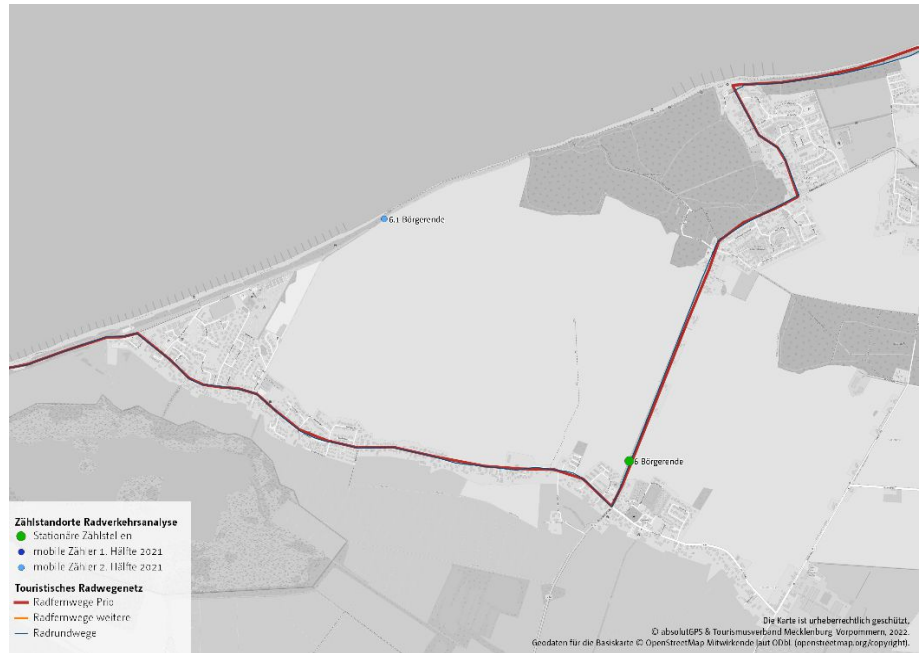 6.1 Börgerende
6 Börgerende
Zählstandorte Radverkehrsanalyse
Stationäre Zählstel en
mobile Zähler 1. Hälfte 2021
mobile Zähler 2. Hälfte 2021
Touristisches Radwegenetz
Radfernwege Prio
Radfernwege weitere
Radrundwege
Die Karte ist urheberrechtlich geschützt,
© absolutGPS & Tourismusverband Mecklenburg Vorpommern, 2022.
Geodaten für die Basiskarte © OpenStreetMap Mitwirkende laut ODbL (openstreetmap.org/copyright).